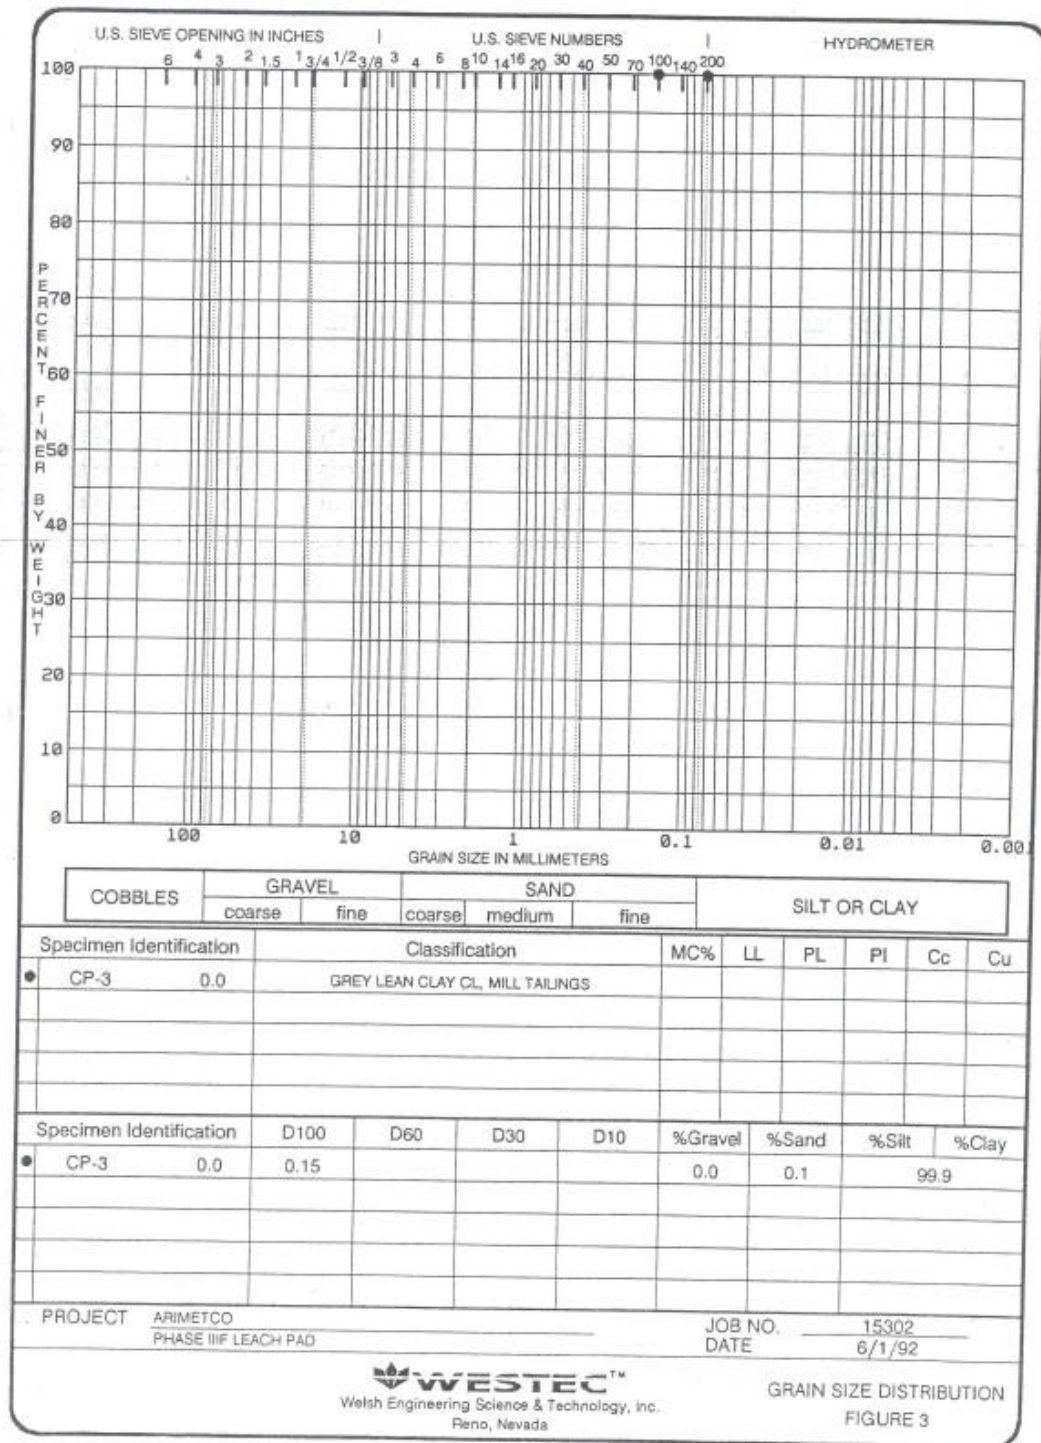 U.S. SIEVE OPENING IN INCHES | U.S. SIEVE NUMBERS | HYDROMETER
6 4 3 2 1.5 1 3/4 1/2 3/8 3 4 6 8 10 14 16 20 30 40 50 70 100 140 200
100
90
80
70
60
50
40
30
20
10
0
PERCENT FINER BY WEIGHT
100 10 1 0.1 0.01 0.001
GRAIN SIZE IN MILLIMETERS
COBBLES GRAVEL SAND SILT OR CLAY
coarse fine coarse medium fine
Specimen Identification Classification MC% LL PL PI Cc Cu
CP-3 0.0 GREY LEAN CLAY CL, MILL TAILINGS
Specimen Identification D100 D60 D30 D10 %Gravel %Sand %Silt %Clay
CP-3 0.0 0.15 0.0 0.1 99.9
PROJECT ARIMETCO JOB NO. 15302
PHASE IIIF LEACH PAD DATE 6/1/92
WESTEC™
Welsh Engineering Science & Technology, Inc.
Reno, Nevada
GRAIN SIZE DISTRIBUTION
FIGURE 3